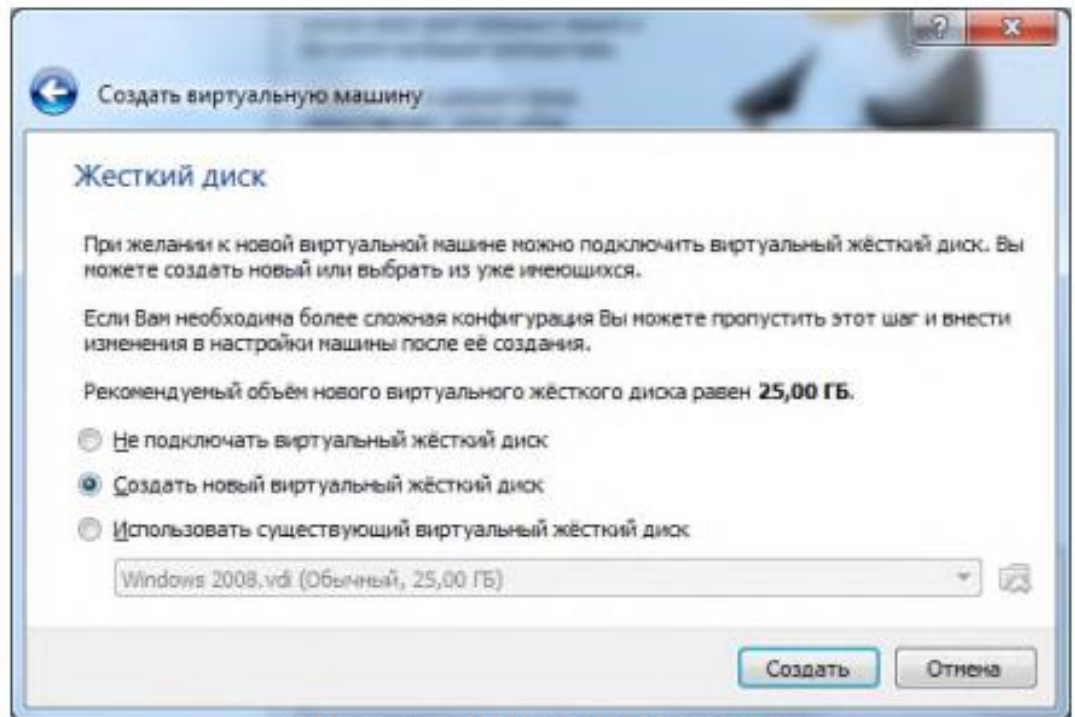 Создать виртуальную машину
Жесткий диск
При желании к новой виртуальной машине можно подключить виртуальный жёсткий диск. Вы
можете создать новый или выбрать из уже имеющихся.
Если Вам необходима более сложная конфигурация Вы можете пропустить этот шаг и внести
изменения в настройки машины после её создания.
Рекомендуемый объём нового виртуального жёсткого диска равен 25,00 ГБ.
Не подключать виртуальный жёсткий диск
Создать новый виртуальный жёсткий диск
Использовать существующий виртуальный жёсткий диск
Windows 2008.vdi (Обычный, 25,00 ГБ)
Создать Отмена